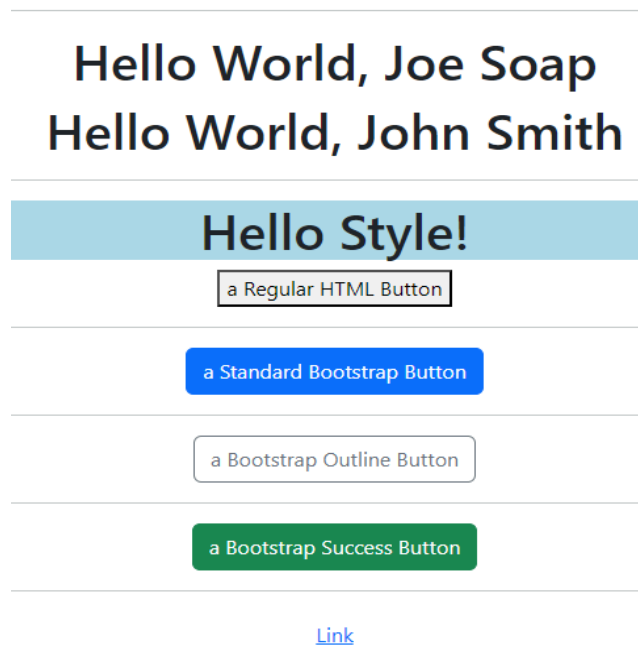 Hello World, Joe Soap
Hello World, John Smith
Hello Style!
a Regular HTML Button
a Standard Bootstrap Button
a Bootstrap Outline Button
a Bootstrap Success Button
Link